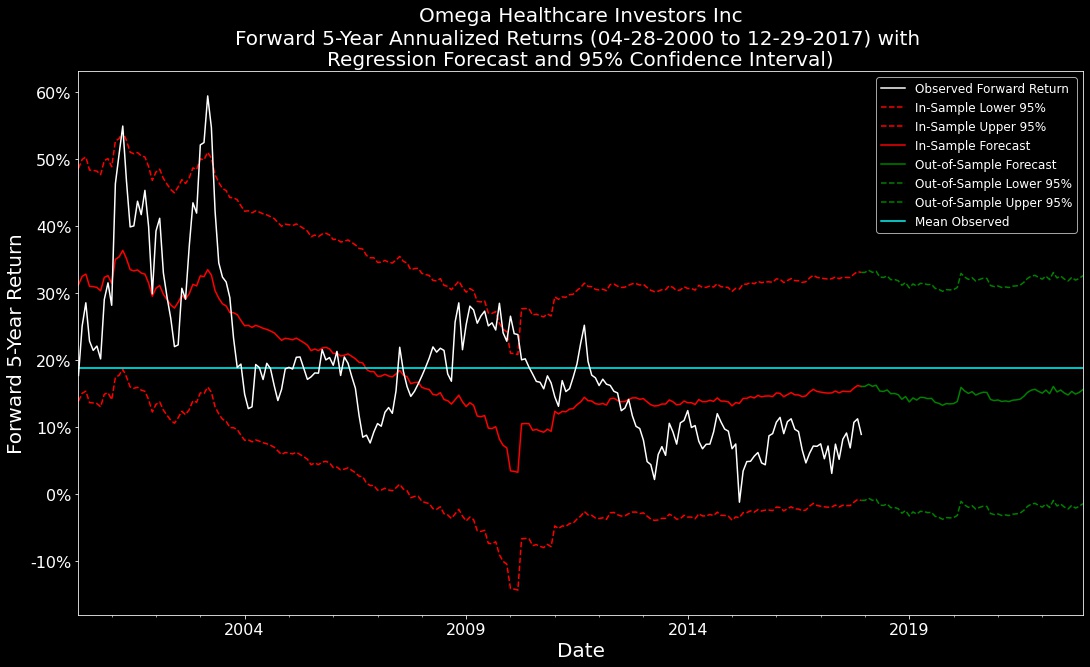 Omega Healthcare Investors Inc
Forward 5-Year Annualized Returns (04-28-2000 to 12-29-2017) with
Regression Forecast and 95% Confidence Interval)
Observed Forward Return
In-Sample Lower 95%
In-Sample Upper 95%
In-Sample Forecast
Out-of-Sample Forecast
Out-of-Sample Lower 95%
Out-of-Sample Upper 95%
Mean Observed
Forward 5-Year Return
60%
50%
40%
30%
20%
10%
0%
-10%
2004
2009
2014
2019
Date